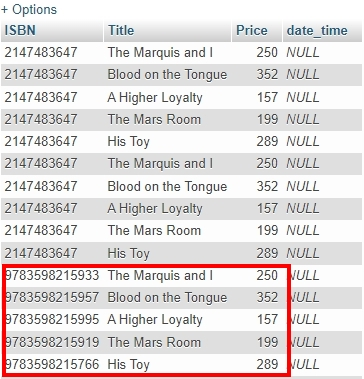 + Options
ISBN Title Price date_time
2147483647 The Marquis and I 250 NULL
2147483647 Blood on the Tongue 352 NULL
2147483647 A Higher Loyalty 157 NULL
2147483647 The Mars Room 199 NULL
2147483647 His Toy 289 NULL
2147483647 The Marquis and I 250 NULL
2147483647 Blood on the Tongue 352 NULL
2147483647 A Higher Loyalty 157 NULL
2147483647 The Mars Room 199 NULL
2147483647 His Toy 289 NULL
9783598215933 The Marquis and I 250 NULL
9783598215957 Blood on the Tongue 352 NULL
9783598215995 A Higher Loyalty 157 NULL
9783598215919 The Mars Room 199 NULL
9783598215766 His Toy 289 NULL